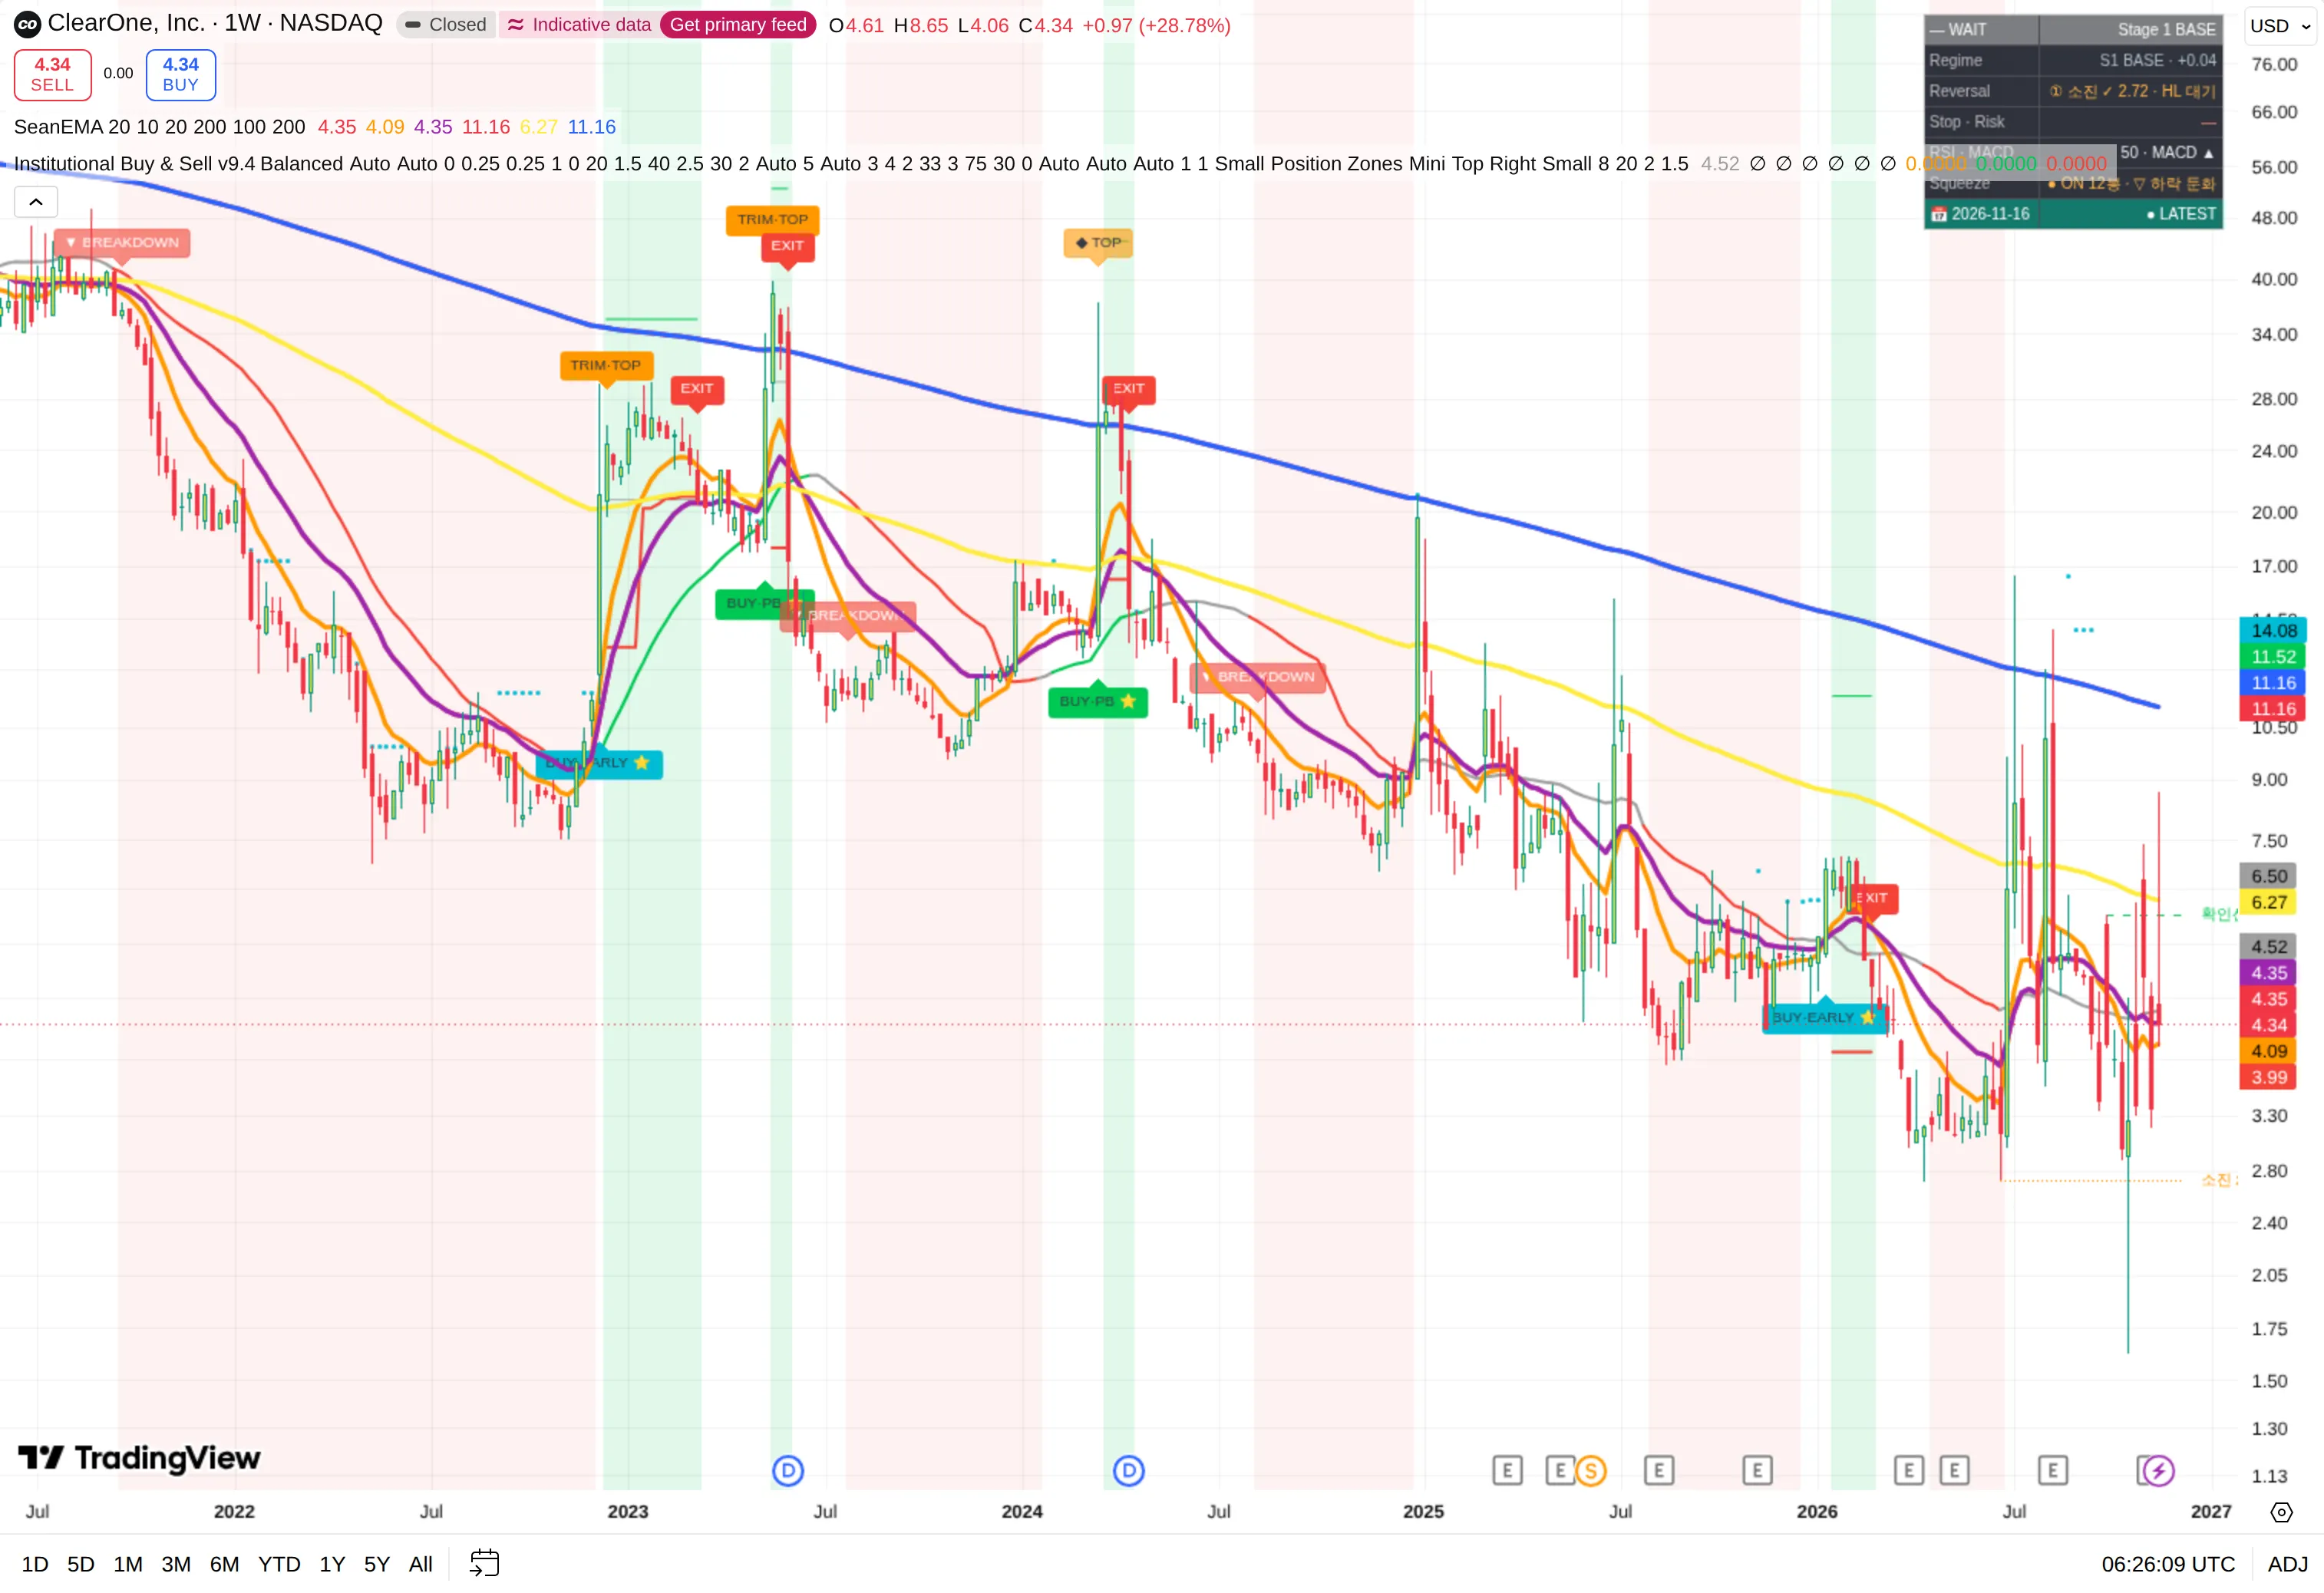 ClearOne, Inc. · 1W · NASDAQ
Closed
Indicative data
Get primary feed
O4.61 H8.65 L4.06 C4.34 +0.97 (+28.78%)
4.34
SELL
0.00
4.34
BUY
SeanEMA 20 10 20 200 100 200 4.35 4.09 4.35 11.16 6.27 11.16
Institutional Buy & Sell v9.4 Balanced Auto Auto 0 0.25 0.25 1 0 20 1.5 40 2.5 30 2 Auto 5 Auto 3 4 2 33 3 75 30 0 Auto Auto Auto 1 1 Small Position Zones Mini Top Right Small 8 20 2 1.5 4.52 ∅ ∅ ∅ ∅ ∅ ∅ 0.0000 0.0000 0.0000
— WAIT Stage 1 BASE
Regime S1 BASE · +0.04
Reversal ① 소진 ✓ 2.72 · HL 대기
Stop · Risk —
RSI · MACD 50 · MACD ▲
Squeeze ● ON 12봉 · ▽ 하락 둔화
2026-11-16 ● LATEST
USD
76.00
66.00
56.00
48.00
40.00
34.00
28.00
24.00
20.00
17.00
14.08
11.52
11.16
11.16
10.50
9.00
7.50
6.50
6.27
4.52
4.35
4.35
4.34
4.09
3.99
3.30
2.80
2.40
2.05
1.75
1.50
1.30
1.13
▼ BREAKDOWN
TRIM-TOP
EXIT
TRIM-TOP
EXIT
◆ TOP
EXIT
BUY-PB
BREAKDOWN
BUY-EARLY ⭐
BUY-PB ⭐
▼ BREAKDOWN
EXIT
BUY-EARLY ⭐
소진
TradingView
D
D
E
E
S
E
E
E
E
E
Jul
2022
Jul
2023
Jul
2024
Jul
2025
Jul
2026
Jul
2027
1D 5D 1M 3M 6M YTD 1Y 5Y All
06:26:09 UTC
ADJ